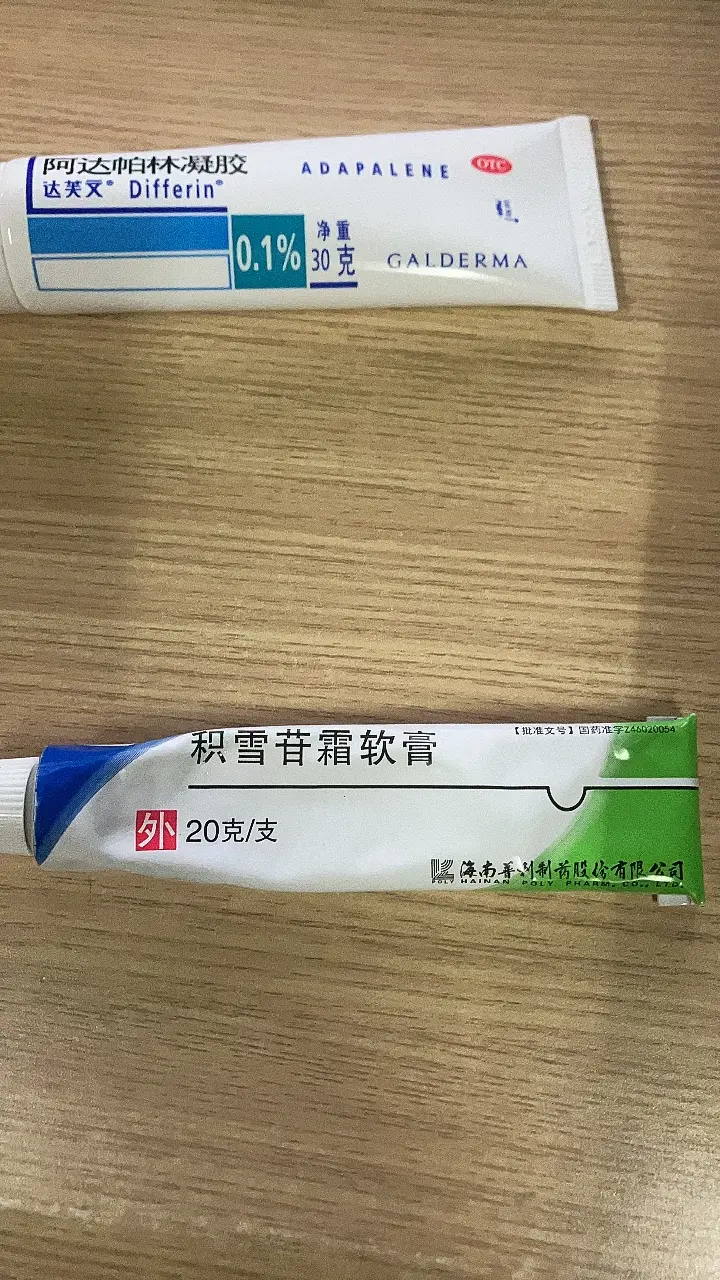 阿达帕林凝胶
ADAPALENE
OTC
达芙文® Differin®
0.1%
净重
30克
GALDERMA
积雪苷霜软膏
【批准文号】国药准字Z46020054
外 20克/支
海南普利制药股份有限公司
POLY HAINAN POLY PHARM. CO., LTD.